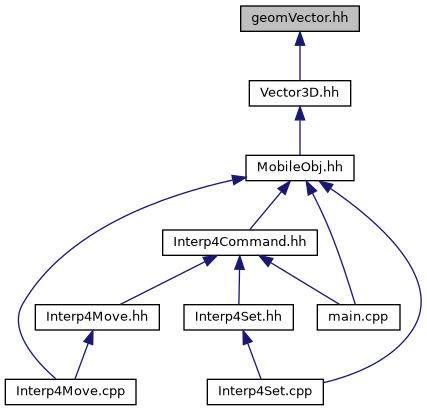 geomVector.hh
Vector3D.hh
MobileObj.hh
Interp4Command.hh
Interp4Move.hh
Interp4Set.hh
main.cpp
Interp4Move.cpp
Interp4Set.cpp